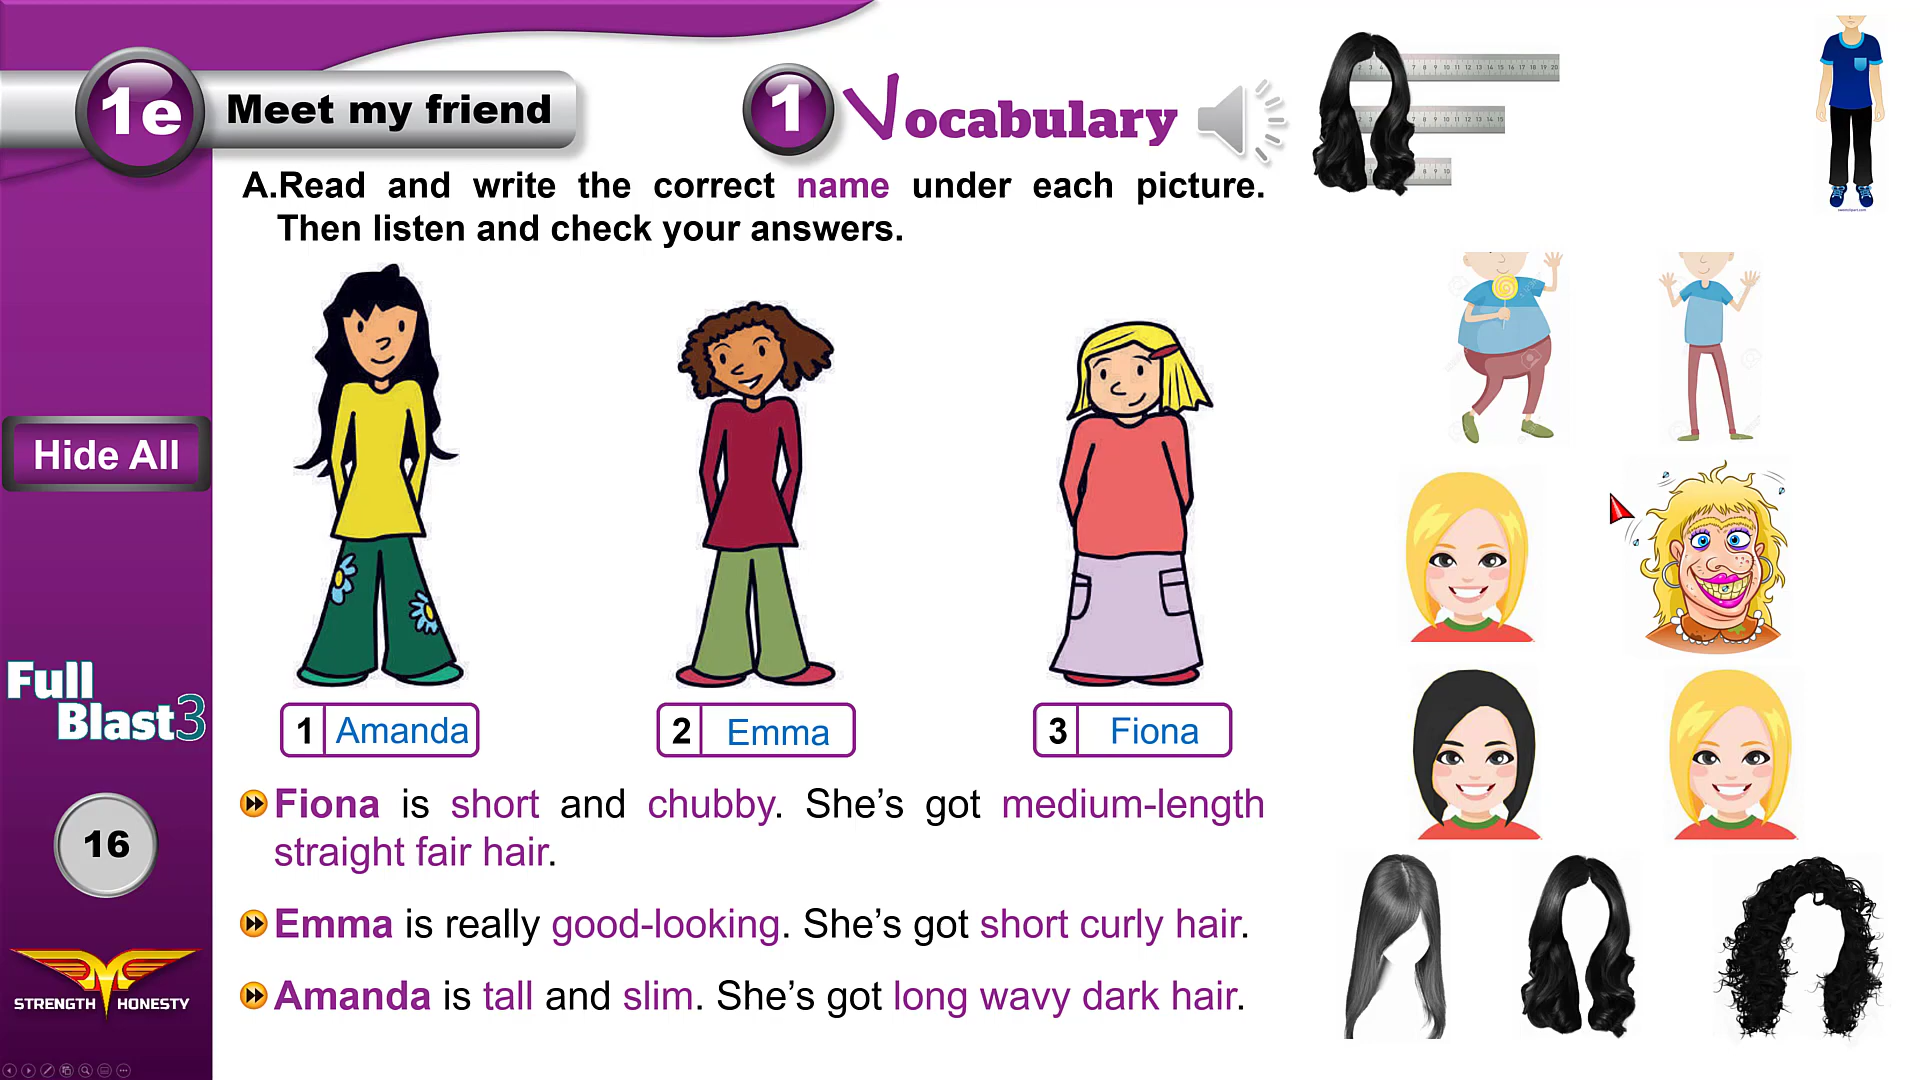 1e Meet my friend
1 Vocabulary
A.Read and write the correct name under each picture.
Then listen and check your answers.
Hide All
1 Amanda
2 Emma
3 Fiona
Full
Blast3
Fiona is short and chubby. She’s got medium-length
straight fair hair.
16
Emma is really good-looking. She’s got short curly hair.
Amanda is tall and slim. She’s got long wavy dark hair.
STRENGTH HONESTY